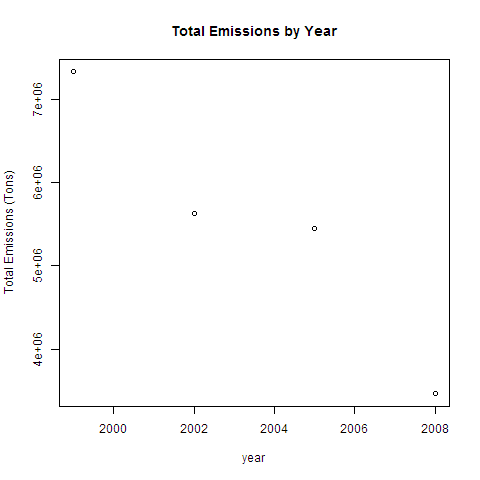 Total Emissions by Year
Total Emissions (Tons)
7e+06
6e+06
5e+06
4e+06
2000 2002 2004 2006 2008
year